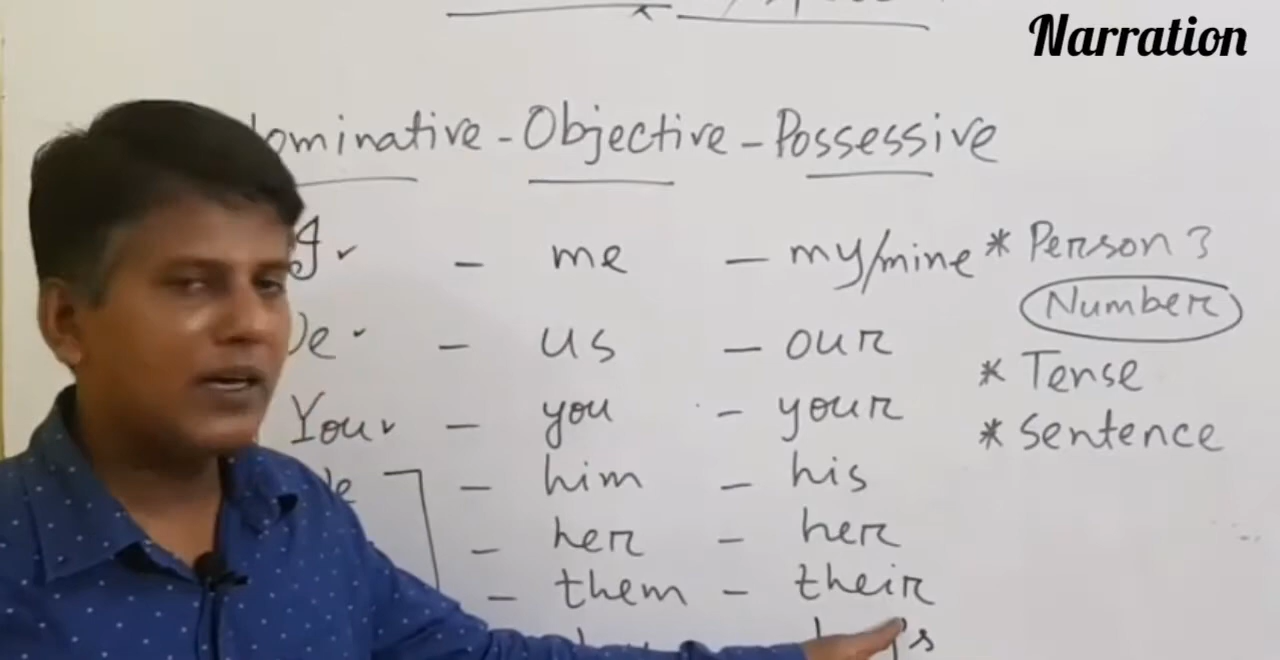 Narration
ominative - Objective - Possessive
I - me - my/mine * Person 3
Number
e - us - our
* Tense
You - you - your
* Sentence
e - him - his
- her - her
- them - their
's